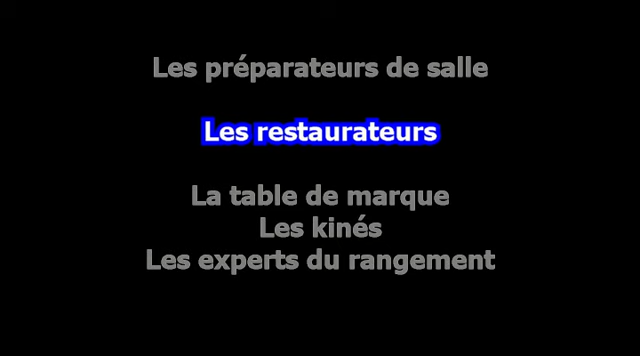 Les préparateurs de salle
Les restaurateurs
La table de marque
Les kinés
Les experts du rangement